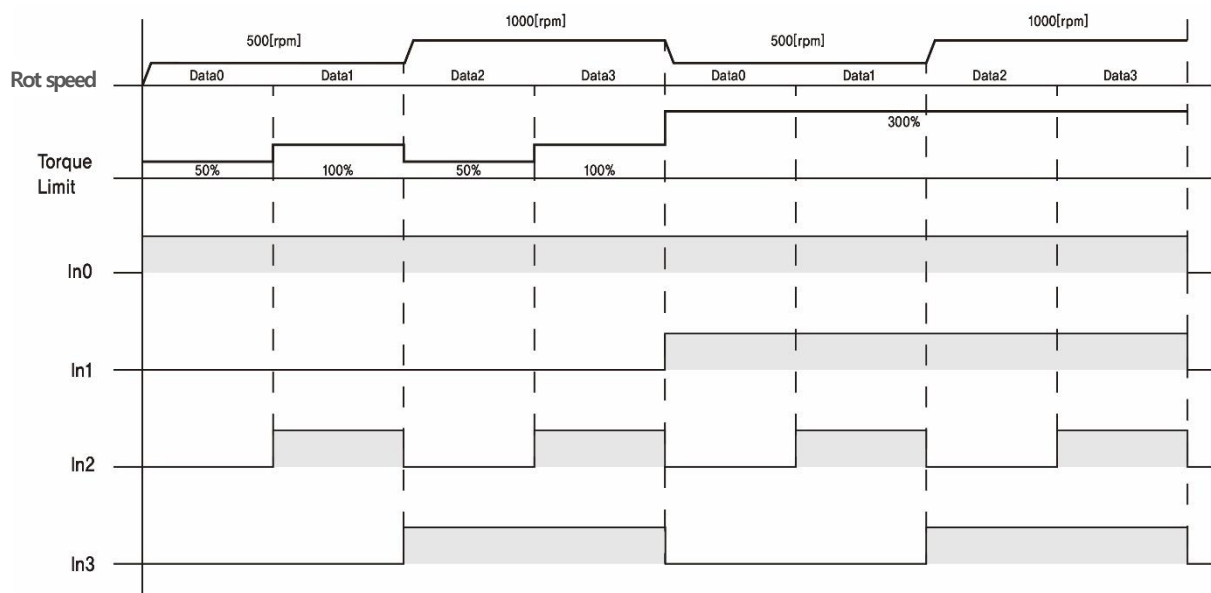 1000[rpm] 1000[rpm]
500[rpm] 500[rpm]
Rot speed Data0 Data1 Data2 Data3 Data0 Data1 Data2 Data3
300%
Torque
Limit
50% 100% 50% 100%
In0
In1
In2
In3